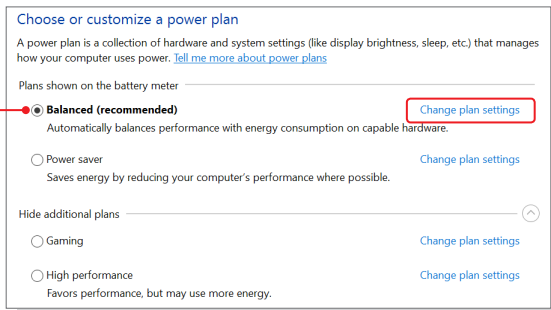 Choose or customize a power plan
A power plan is a collection of hardware and system settings (like display brightness, sleep, etc.) that manages
how your computer uses power. Tell me more about power plans
Plans shown on the battery meter
Balanced (recommended) Change plan settings
Automatically balances performance with energy consumption on capable hardware.
Power saver Change plan settings
Saves energy by reducing your computer’s performance where possible.
Hide additional plans
Gaming Change plan settings
High performance Change plan settings
Favors performance, but may use more energy.